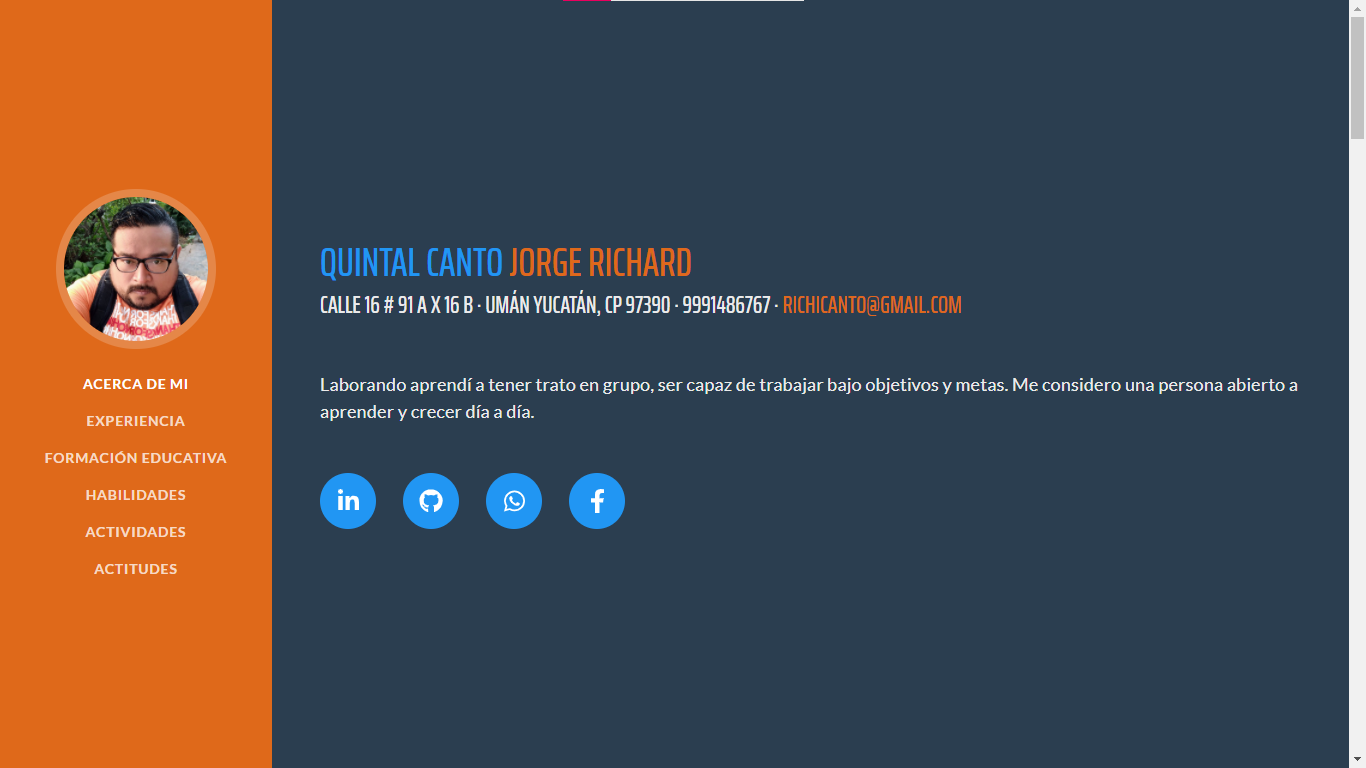 ACERCA DE MI
EXPERIENCIA
FORMACIÓN EDUCATIVA
HABILIDADES
ACTIVIDADES
ACTITUDES
QUINTAL CANTO JORGE RICHARD
CALLE 16 # 91 A X 16 B · UMÁN YUCATÁN, CP 97390 · 9991486767 · RICHICANTO@GMAIL.COM
Laborando aprendí a tener trato en grupo, ser capaz de trabajar bajo objetivos y metas. Me considero una persona abierto a
aprender y crecer día a día.